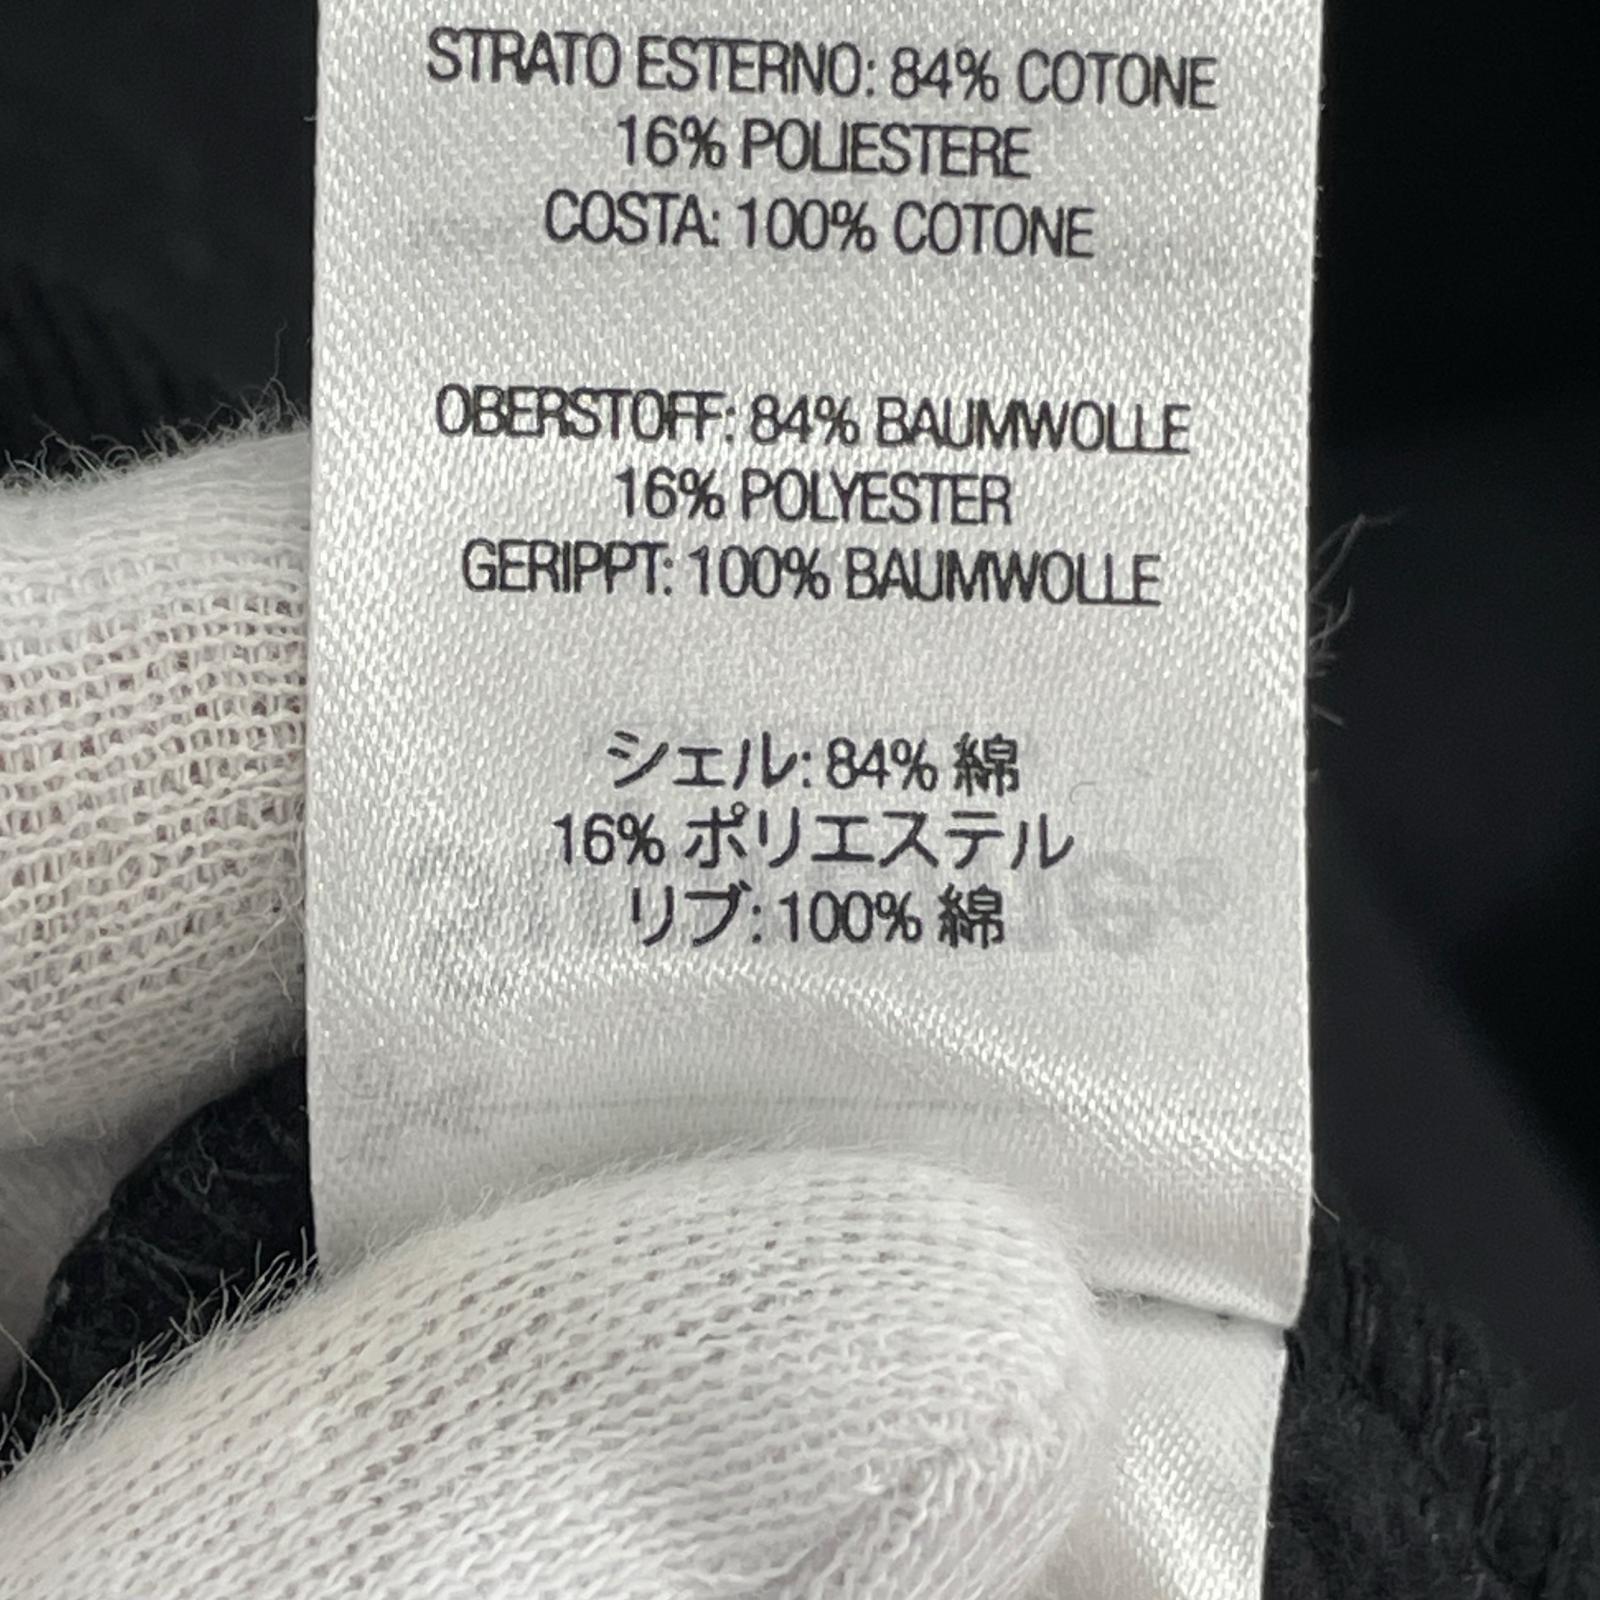 STRATO ESTERNO: 84% COTONE
16% POLIESTERE
COSTA: 100% COTONE
OBERSTOFF: 84% BAUMWOLLE
16% POLYESTER
GERIPPT: 100% BAUMWOLLE
シェル: 84% 綿
16% ポリエステル
リブ: 100% 綿